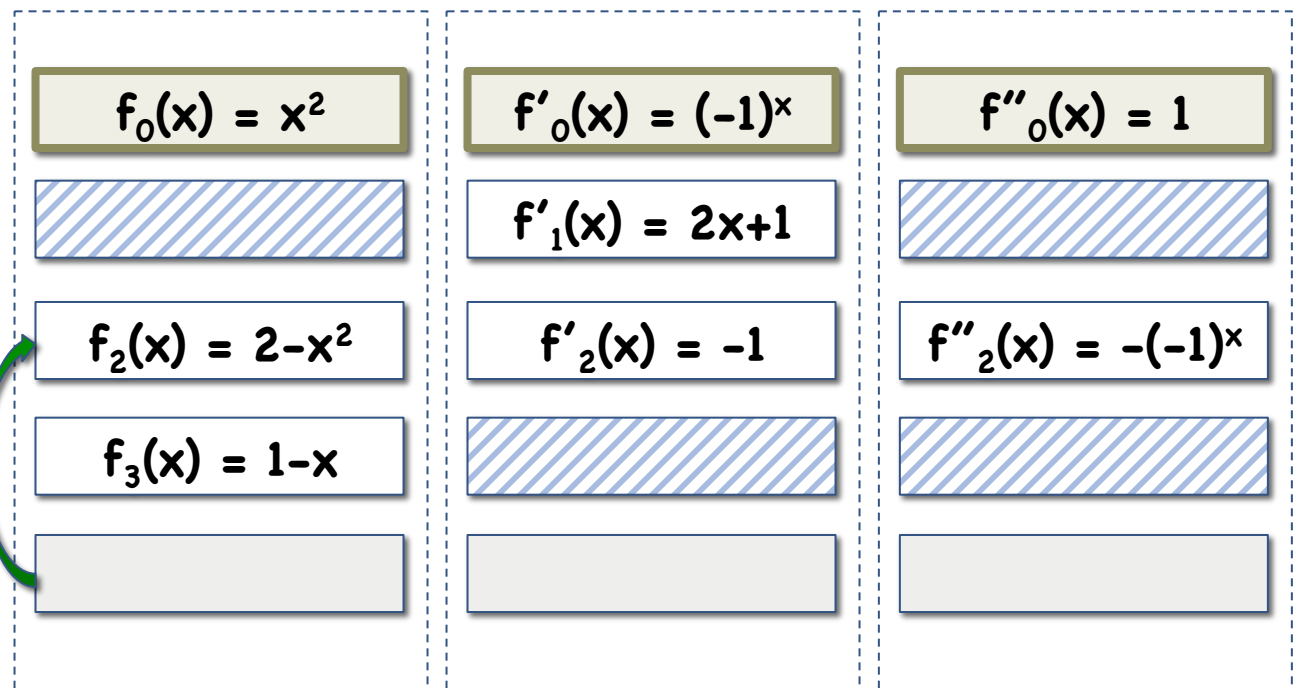 f₀(x) = x²
f′₀(x) = (-1)ˣ
f″₀(x) = 1
f′₁(x) = 2x+1
f₂(x) = 2-x²
f′₂(x) = -1
f″₂(x) = -(-1)ˣ
f₃(x) = 1-x